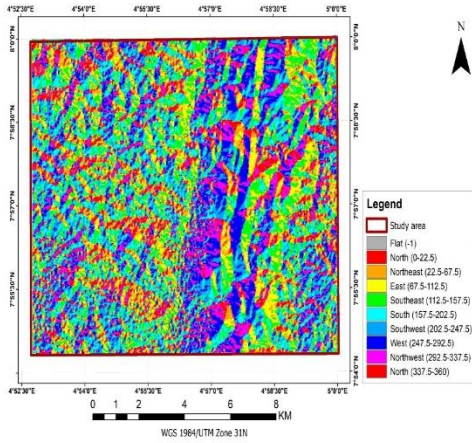 4°52'30"E 4°54'0"E 4°55'30"E 4°57'0"E 4°58'30"E 5°0'0"E
8°0'0"N 8°0'0"N
N
7°58'30"N 7°58'30"N
7°57'0"N 7°57'0"N
7°55'30"N 7°55'30"N
7°54'0"N
4°52'30"E 4°54'0"E 4°55'30"E 4°57'0"E 4°58'30"E 5°0'0"E
Legend
Study area
Flat (-1)
North (0-22.5)
Northeast (22.5-67.5)
East (67.5-112.5)
Southeast (112.5-157.5)
South (157.5-202.5)
Southwest (202.5-247.5)
West (247.5-292.5)
Northwest (292.5-337.5)
North (337.5-360)
0 1 2 4 6 8
KM
WGS 1984/UTM Zone 31N